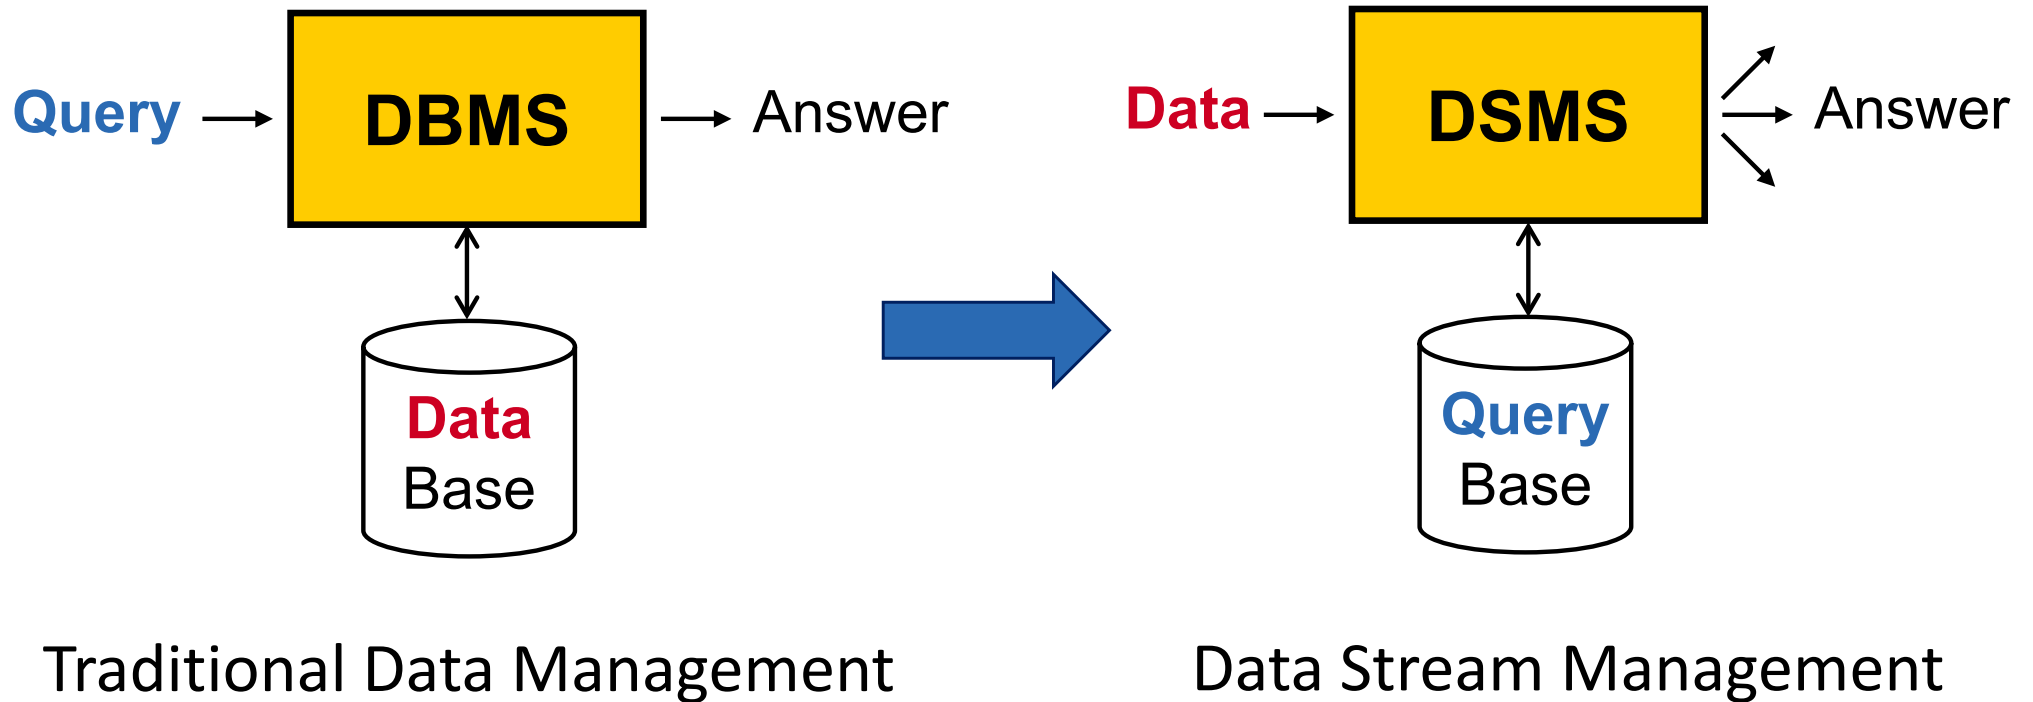 Query
DBMS
Answer
Data
Base
Traditional Data Management
Data
DSMS
Answer
Query
Base
Data Stream Management